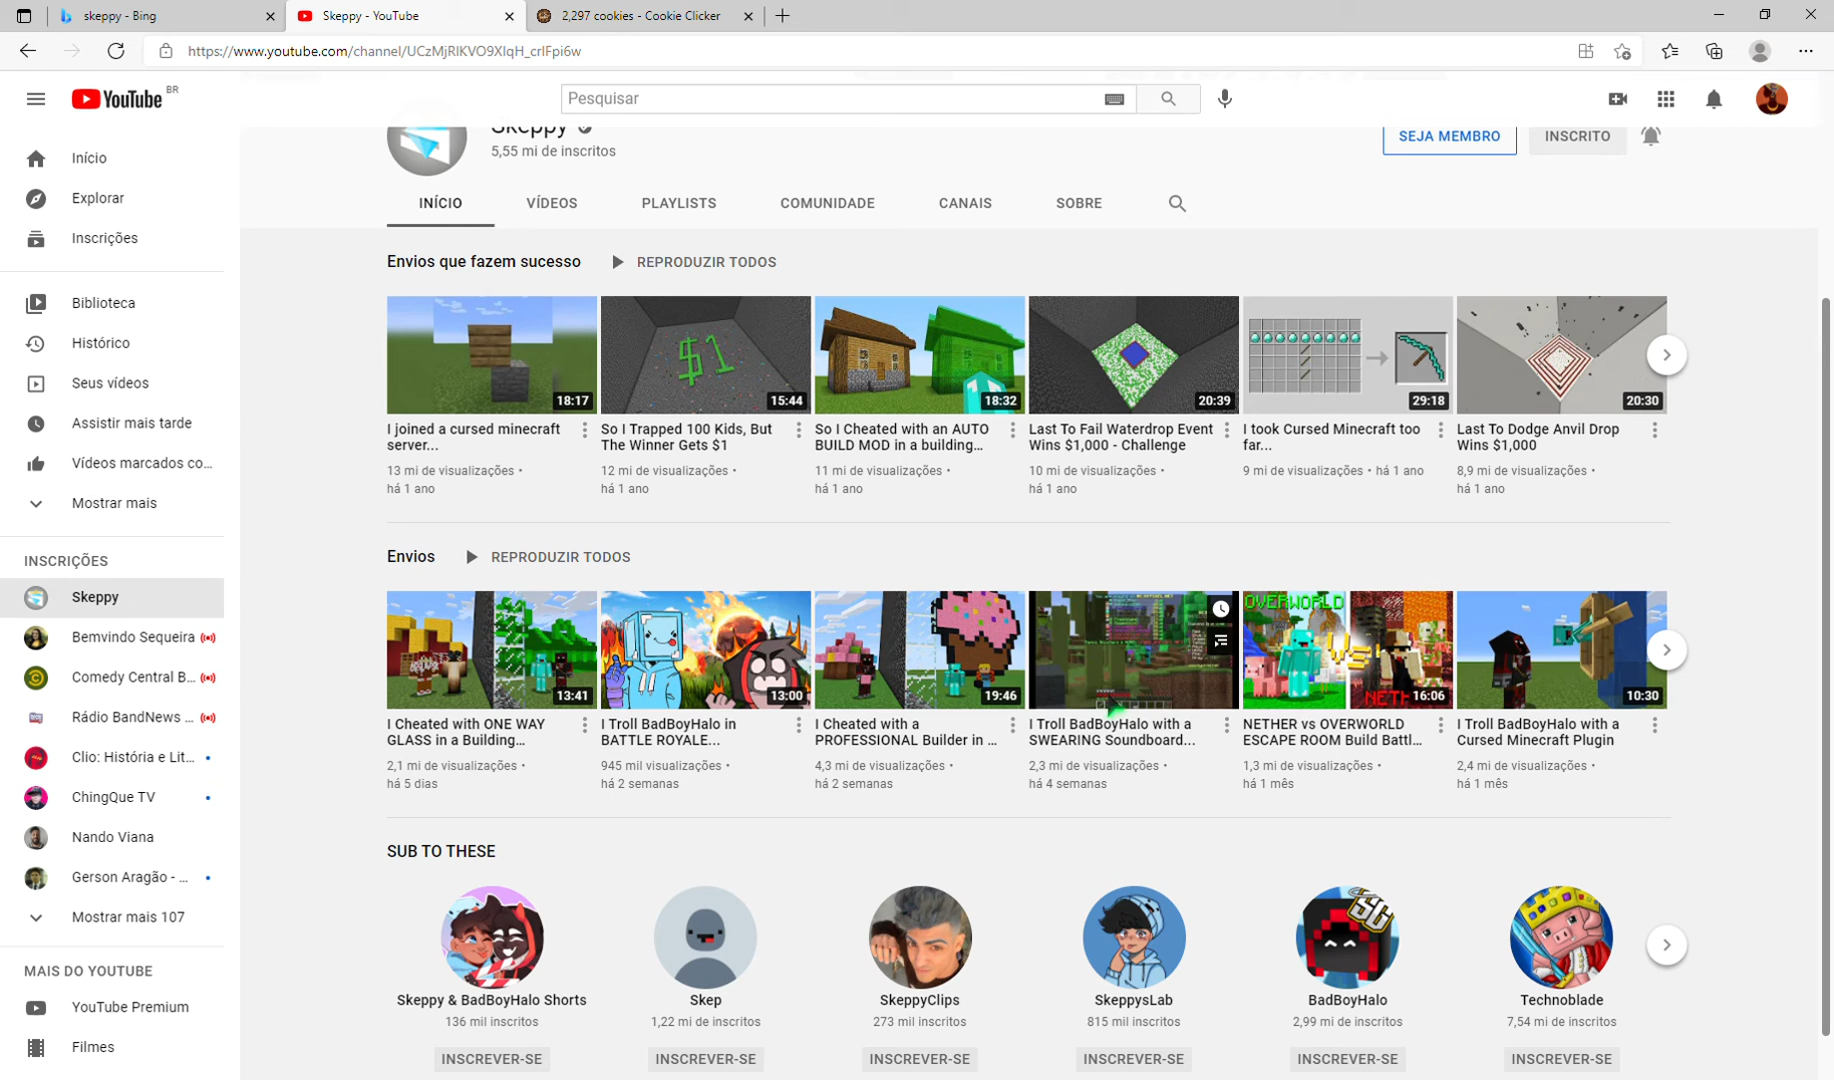 skeppy - Bing
Skeppy - YouTube
2,297 cookies - Cookie Clicker
https://www.youtube.com/channel/UCzMjRlKVO9XlqH_crlFpi6w
YouTube BR
Pesquisar
Skeppy
5,55 mi de inscritos
SEJA MEMBRO
INSCRITO
INÍCIO
VÍDEOS
PLAYLISTS
COMUNIDADE
CANAIS
SOBRE
Início
Explorar
Inscrições
Biblioteca
Histórico
Seus vídeos
Assistir mais tarde
Vídeos marcados co...
Mostrar mais
INSCRIÇÕES
Skeppy
Bemvindo Sequeira
Comedy Central B...
Rádio BandNews ...
Clio: História e Lit...
ChingQue TV
Nando Viana
Gerson Aragão - ...
Mostrar mais 107
MAIS DO YOUTUBE
YouTube Premium
Filmes
Envios que fazem sucesso
REPRODUZIR TODOS
$1
18:17
15:44
18:32
20:39
29:18
20:30
I joined a cursed minecraft
server...
13 mi de visualizações •
há 1 ano
So I Trapped 100 Kids, But
The Winner Gets $1
12 mi de visualizações •
há 1 ano
So I Cheated with an AUTO
BUILD MOD in a building...
11 mi de visualizações •
há 1 ano
Last To Fail Waterdrop Event
Wins $1,000 - Challenge
10 mi de visualizações •
há 1 ano
I took Cursed Minecraft too
far...
9 mi de visualizações • há 1 ano
Last To Dodge Anvil Drop
Wins $1,000
8,9 mi de visualizações •
há 1 ano
Envios
REPRODUZIR TODOS
OVERWORLD
VS
NETH
13:41
13:00
19:46
16:06
10:30
I Cheated with ONE WAY
GLASS in a Building...
2,1 mi de visualizações •
há 5 dias
I Troll BadBoyHalo in
BATTLE ROYALE...
945 mil visualizações •
há 2 semanas
I Cheated with a
PROFESSIONAL Builder in ...
4,3 mi de visualizações •
há 2 semanas
I Troll BadBoyHalo with a
SWEARING Soundboard...
2,3 mi de visualizações •
há 4 semanas
NETHER vs OVERWORLD
ESCAPE ROOM Build Battl...
1,3 mi de visualizações •
há 1 mês
I Troll BadBoyHalo with a
Cursed Minecraft Plugin
2,4 mi de visualizações •
há 1 mês
SUB TO THESE
SG
Skeppy & BadBoyHalo Shorts
136 mil inscritos
INSCREVER-SE
Skep
1,22 mi de inscritos
INSCREVER-SE
SkeppyClips
273 mil inscritos
INSCREVER-SE
SkeppysLab
815 mil inscritos
INSCREVER-SE
BadBoyHalo
2,99 mi de inscritos
INSCREVER-SE
Technoblade
7,54 mi de inscritos
INSCREVER-SE